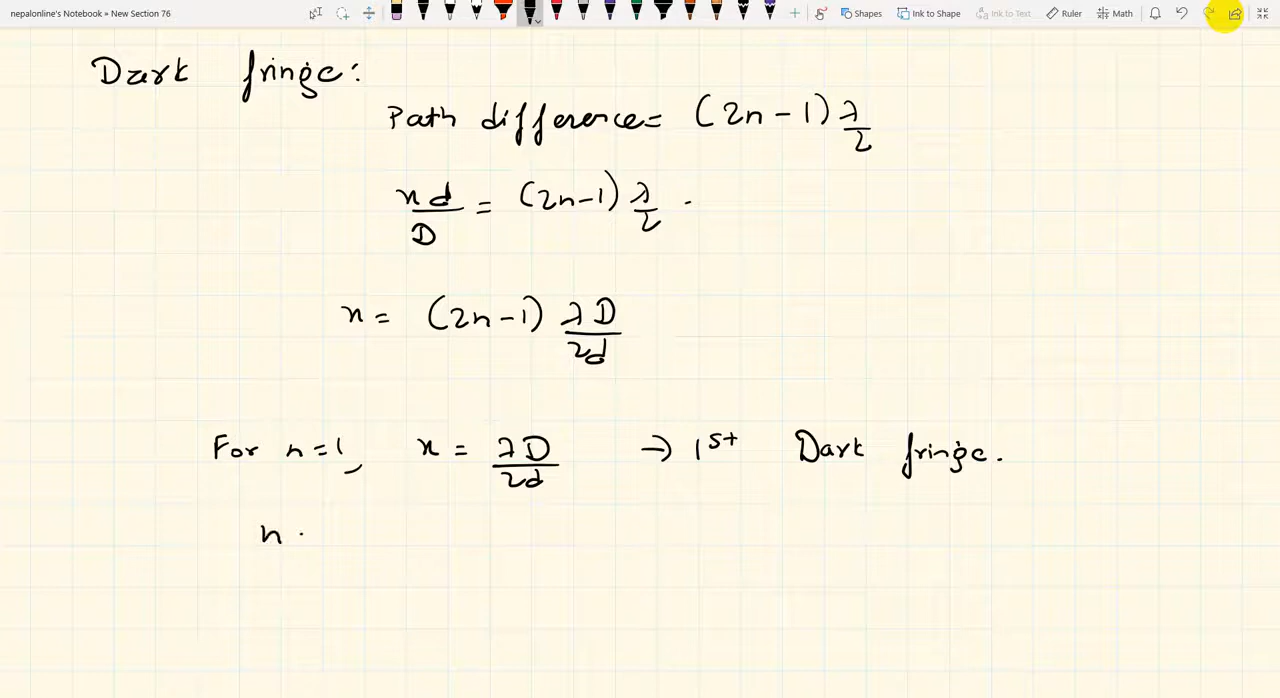 nepalonline's Notebook » New Section 76
Shapes Ink to Shape Ink to Text Ruler Math
Dark fringe:
Path difference = (2n-1) λ/2
xd/D = (2n-1) λ/2
x = (2n-1) λD/2d
For n=1, x = λD/2d → 1st Dark fringe.
n